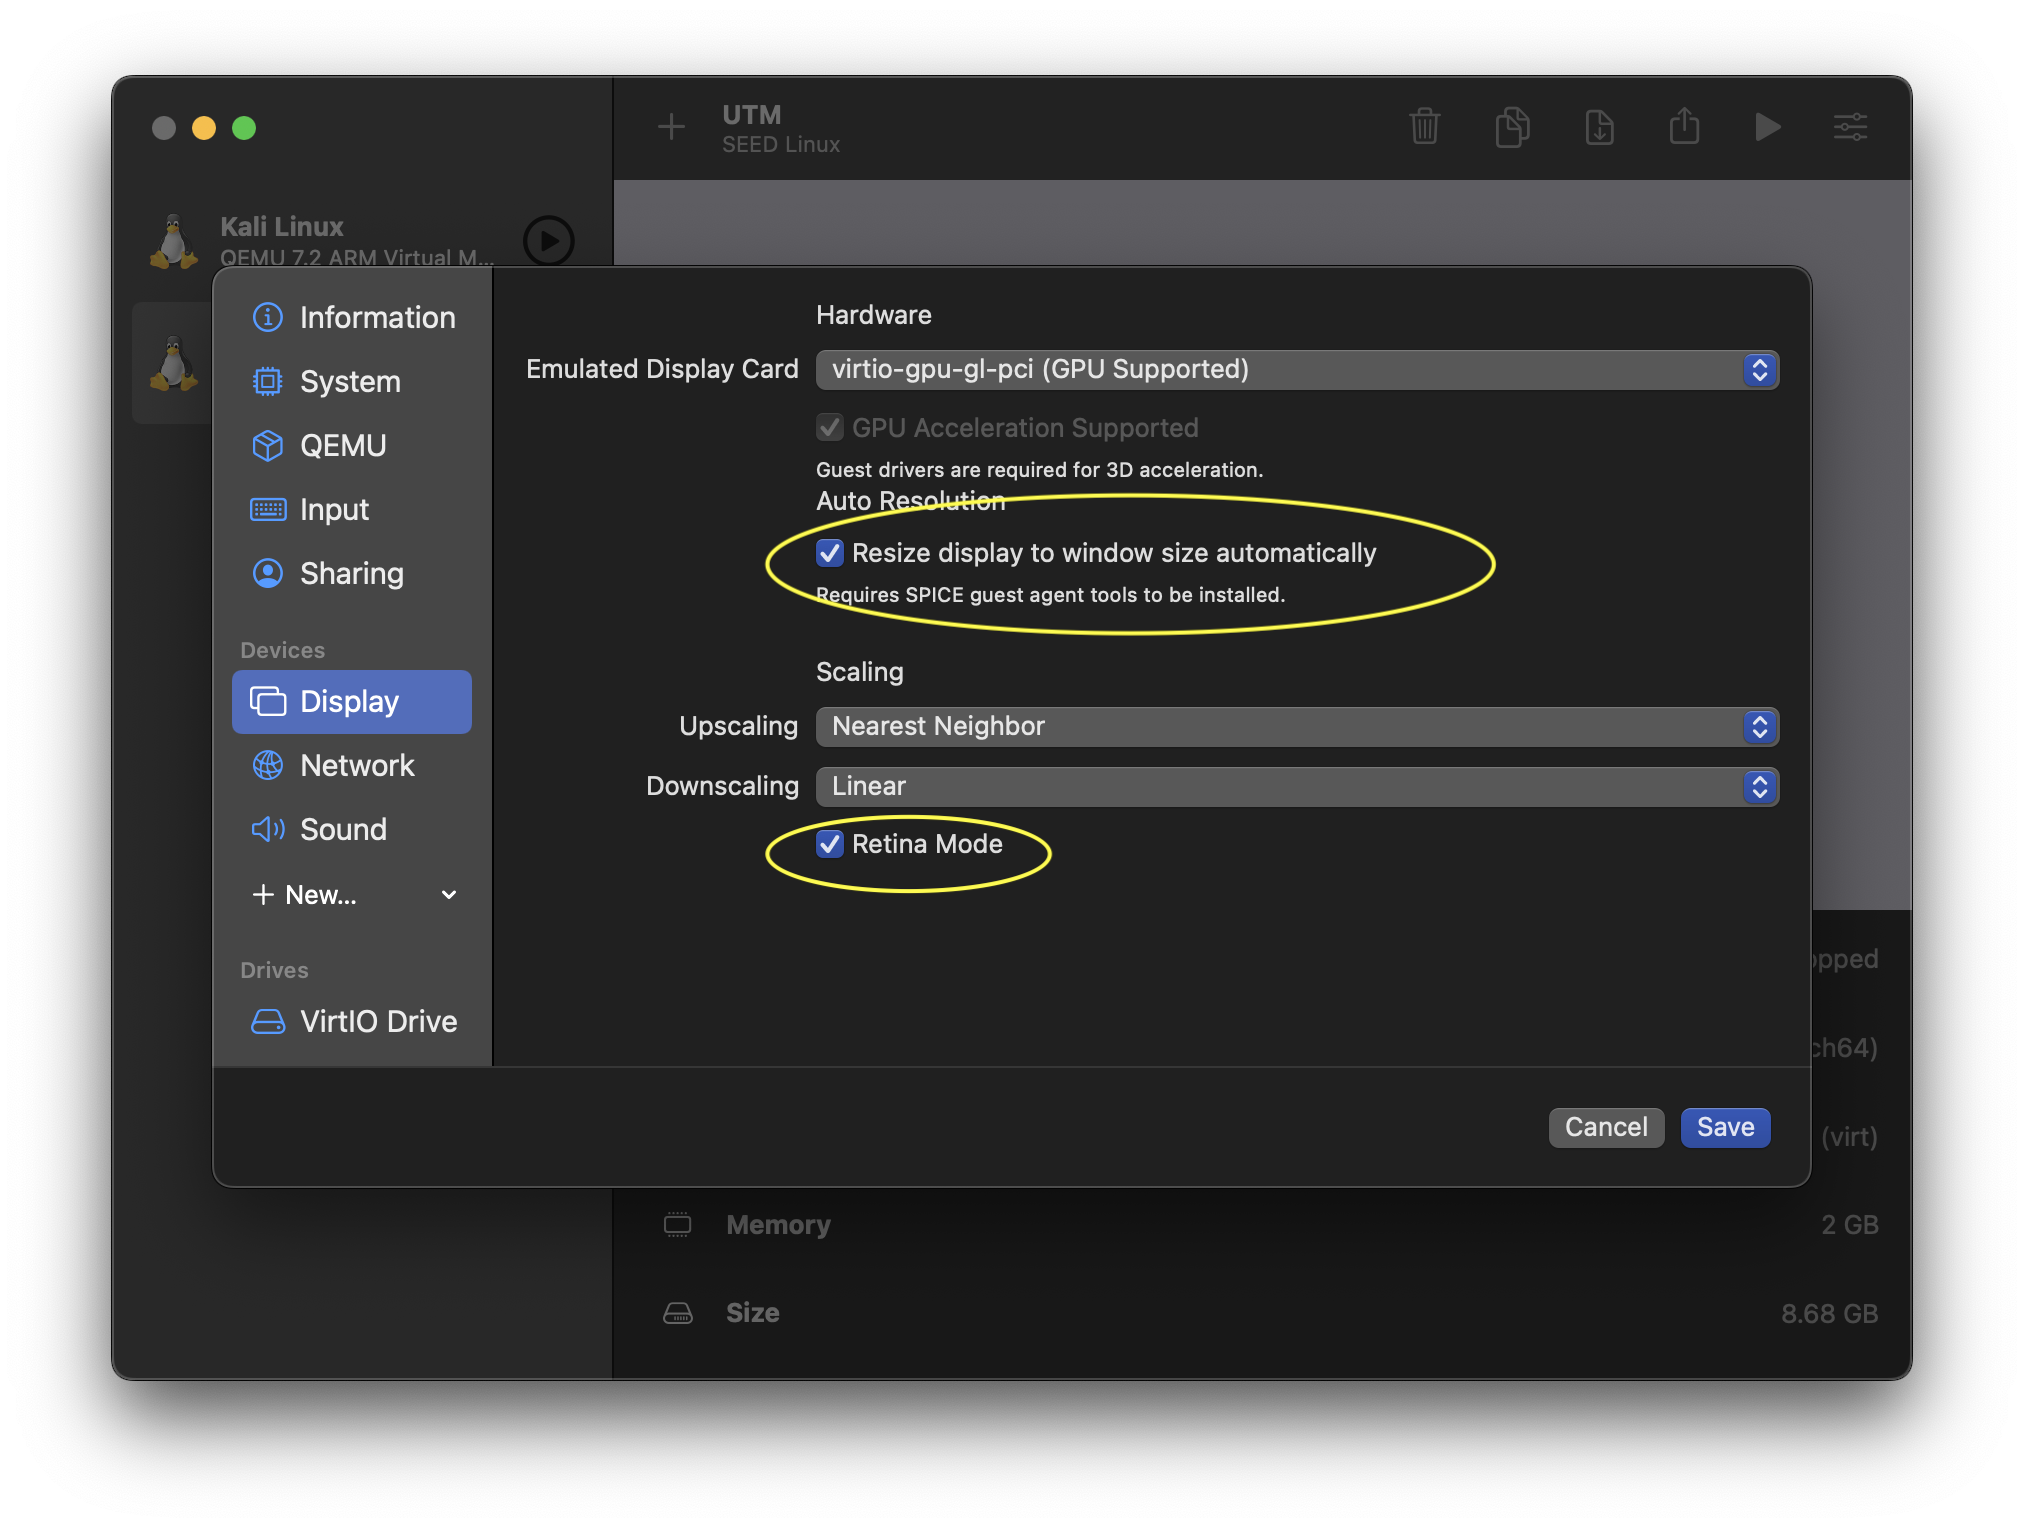 UTM
SEED Linux
Kali Linux
QEMU 7.2 ARM Virtual M...
Information
System
QEMU
Input
Sharing
Devices
Display
Network
Sound
New...
Drives
VirtIO Drive
Hardware
Emulated Display Card virtio-gpu-gl-pci (GPU Supported)
GPU Acceleration Supported
Guest drivers are required for 3D acceleration.
Auto Resolution
Resize display to window size automatically
Requires SPICE guest agent tools to be installed.
Scaling
Upscaling Nearest Neighbor
Downscaling Linear
Retina Mode
Cancel Save
opped
ch64)
(virt)
Memory 2 GB
Size 8.68 GB